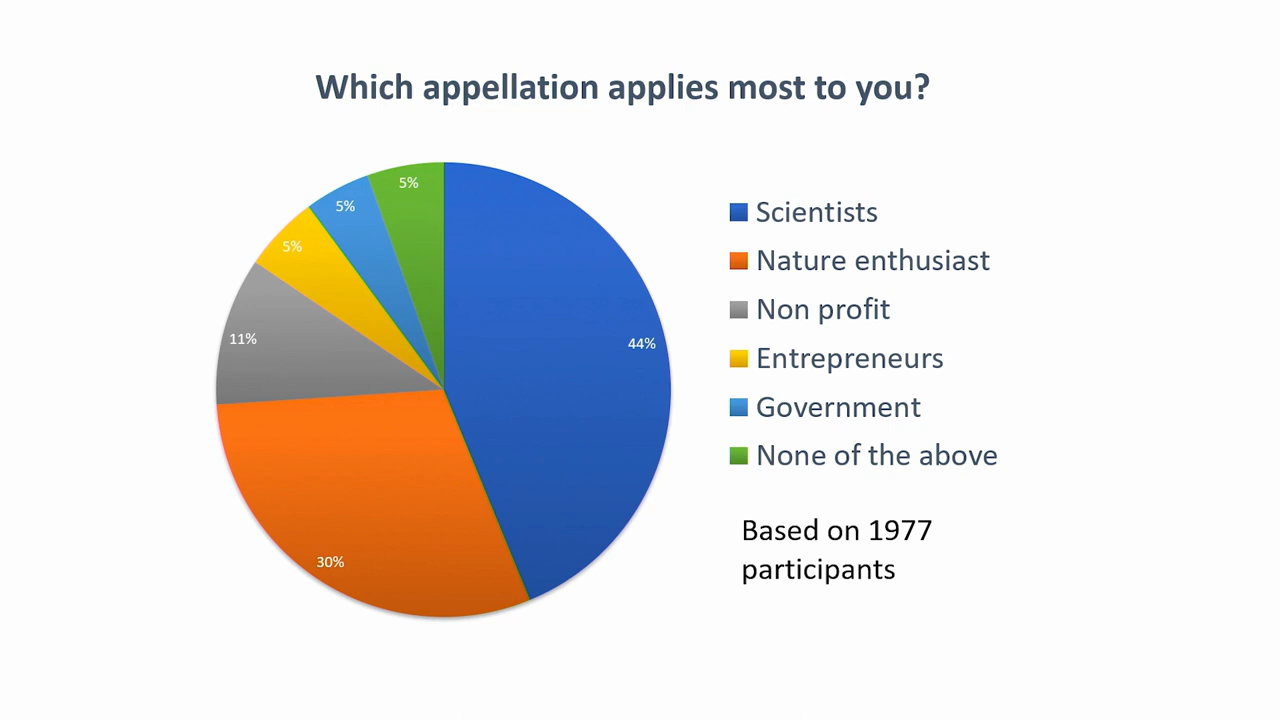 Which appellation applies most to you?
5%
5%
5%
11%
44%
30%
Scientists
Nature enthusiast
Non profit
Entrepreneurs
Government
None of the above
Based on 1977
participants